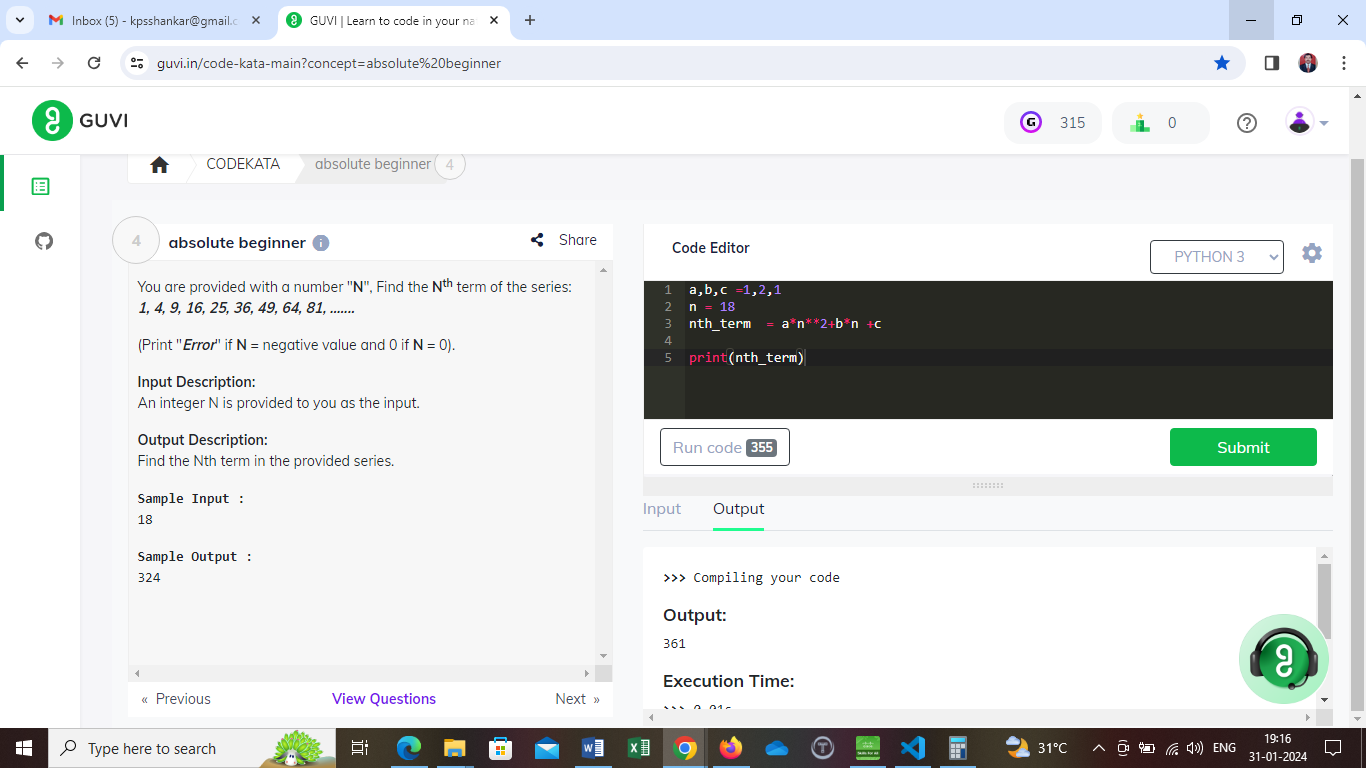 Inbox (5) - kpsshankar@gmail.c
GUVI | Learn to code in your na
guvi.in/code-kata-main?concept=absolute%20beginner
GUVI
G
315
0
CODEKATA
absolute beginner
4
4
absolute beginner
i
Share
You are provided with a number "N", Find the Nth term of the series:
1, 4, 9, 16, 25, 36, 49, 64, 81, .......
(Print "Error" if N = negative value and 0 if N = 0).
Input Description:
An integer N is provided to you as the input.
Output Description:
Find the Nth term in the provided series.
Sample Input :
18
Sample Output :
324
« Previous
View Questions
Next »
Code Editor
PYTHON 3
1 a,b,c =1,2,1
2 n = 18
3 nth_term  = a*n**2+b*n +c
4
5 print(nth_term)
Run code 355
Submit
Input
Output
>>> Compiling your code
Output:
361
Execution Time:
>>> 0.01s
Type here to search
31°C
ENG
19:16
31-01-2024